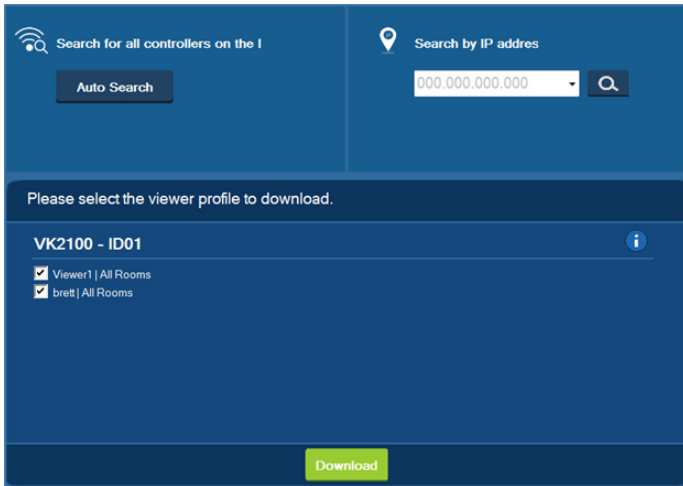 Search for all controllers on the l
Auto Search
Search by IP addres
000.000.000.000
Please select the viewer profile to download.
VK2100 - ID01
Viewer1 | All Rooms
brett | All Rooms
Download